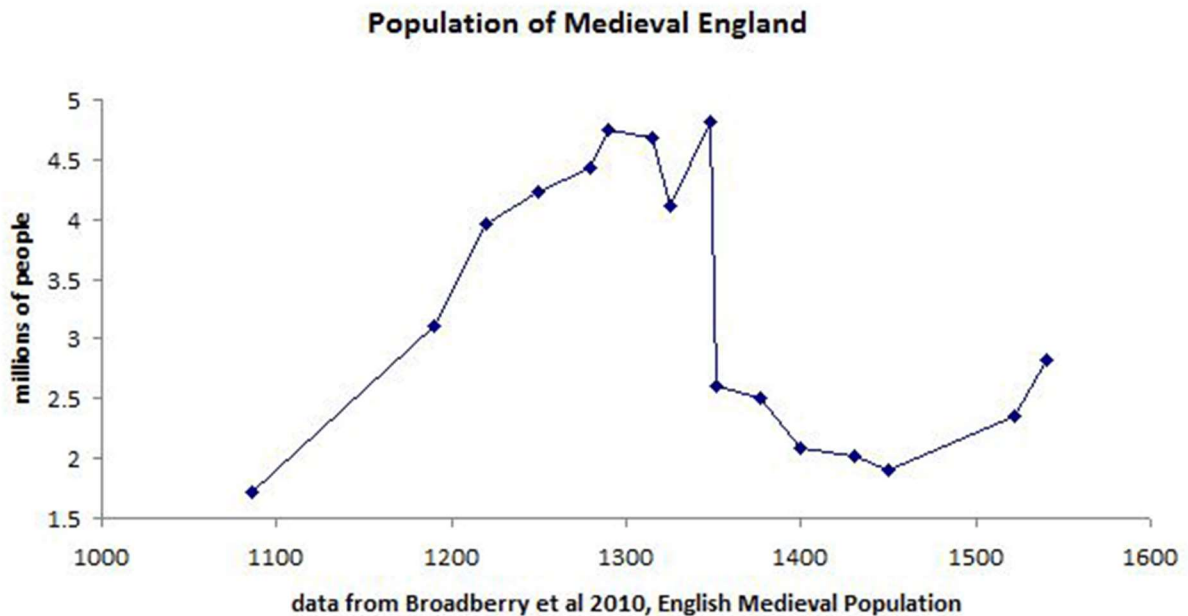 Population of Medieval England
5
4.5
4
3.5
3
2.5
2
1.5
millions of people
1000 1100 1200 1300 1400 1500 1600
data from Broadberry et al 2010, English Medieval Population